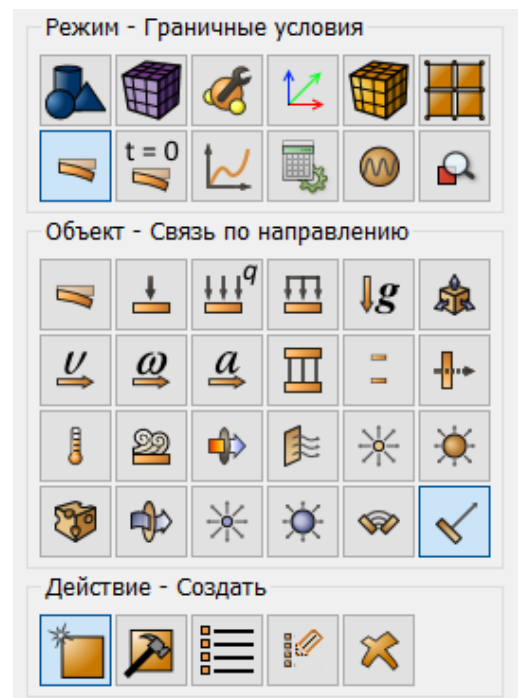 Режим - Граничные условия
t = 0
Объект - Связь по направлению
q
g
υ
ω
a
Действие - Создать